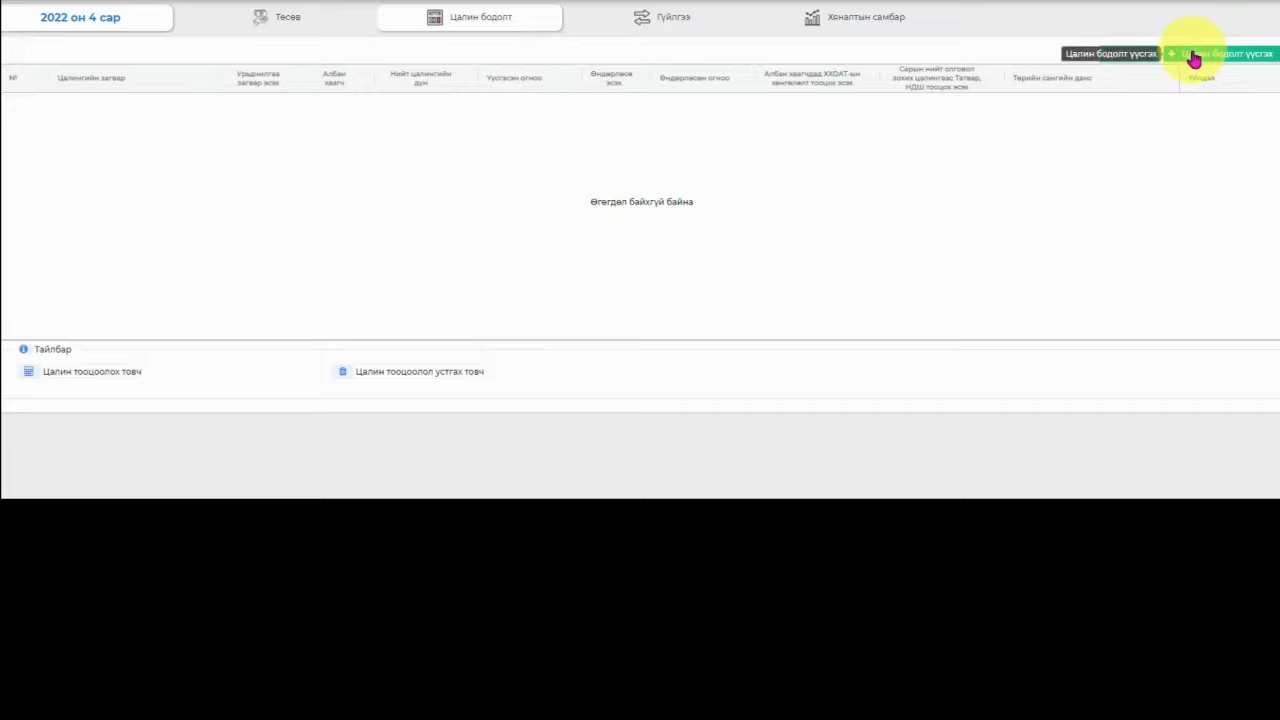 2022 он 4 сар
Төсөв
Цалин бодолт
Гүйлгээ
Хяналтын самбар
Цалин бодолт үүсгэх
+ Цалин бодолт үүсгэх
№
Цалингийн загвар
Урьдчилгаа
загвар эсэх
Албан
хаагч
Нийт цалингийн
дүн
Үүсгэсэн огноо
Өндөрлөсөн
эсэх
Өндөрлөсөн огноо
Албан хаагчдад ХХОАТ-ын
хөнгөлөлт тооцох эсэх
Сарын нийт олговол
зохих цалингаас Татвар,
НДШ тооцох эсэх
Төрийн сангийн данс
Үйлдэл
Өгөгдөл байхгүй байна
Тайлбар
Цалин тооцоолох товч
Цалин тооцоолол устгах товч